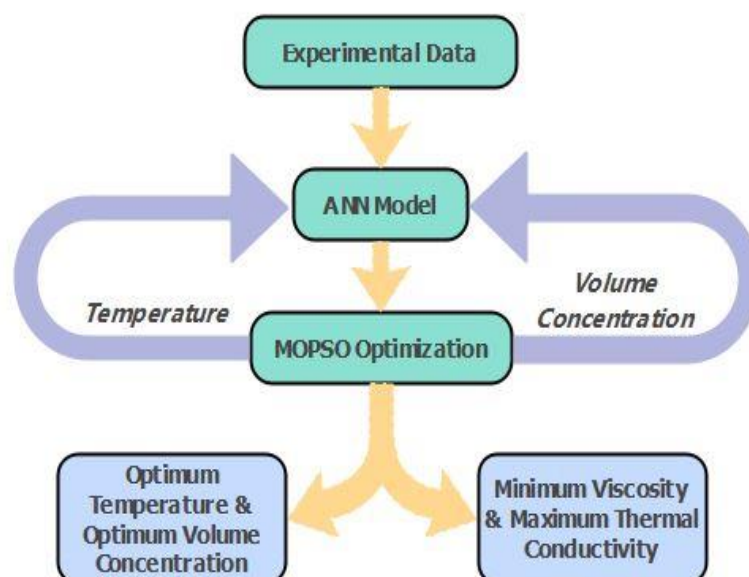 Experimental Data
ANN Model
Temperature
Volume
Concentration
MOPSO Optimization
Optimum
Temperature &
Optimum Volume
Concentration
Minimum Viscosity
& Maximum Thermal
Conductivity